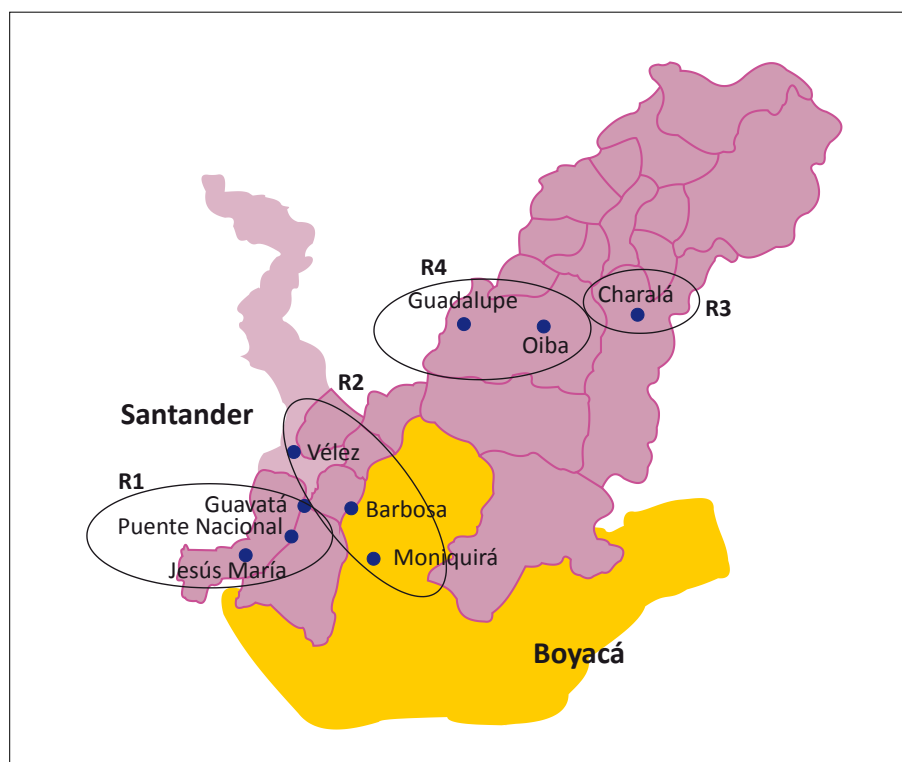 R4
Guadalupe
Charalá
R3
Oiba
R2
Santander
Vélez
R1
Guavatá
Barbosa
Puente Nacional
Moniquirá
Jesús María
Boyacá